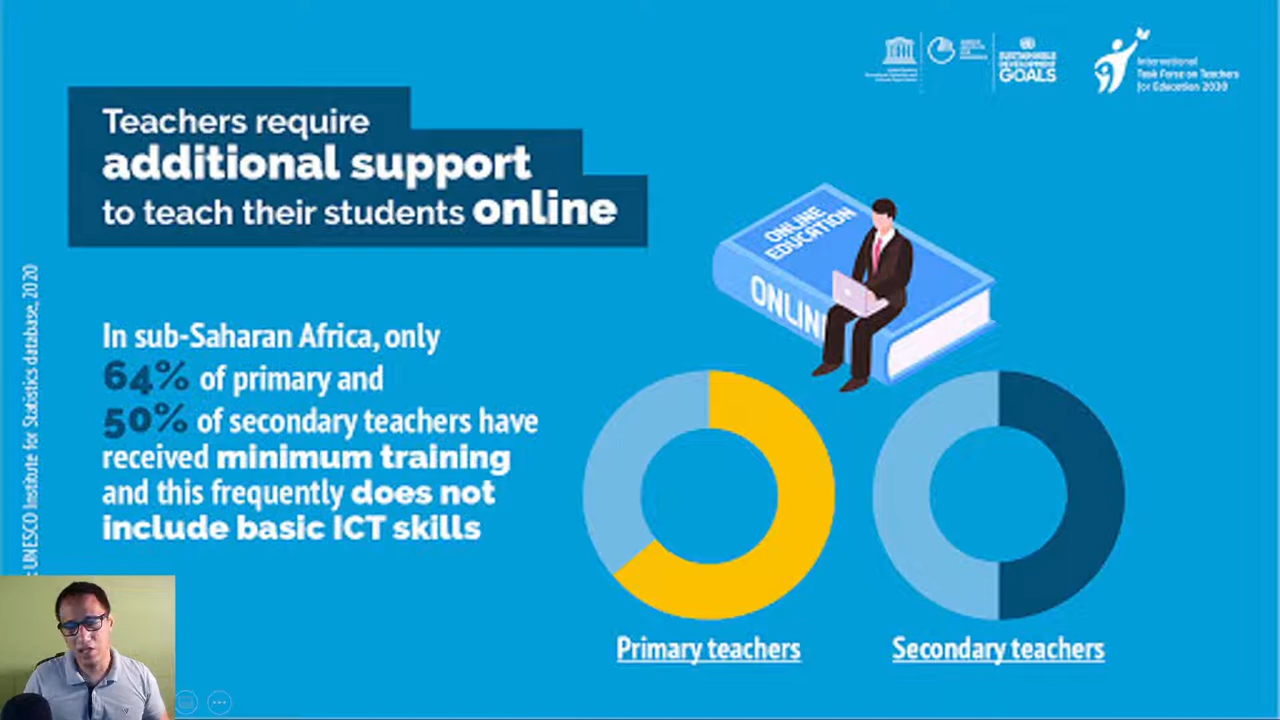 SUSTAINABLE
DEVELOPMENT
GOALS
International
Task Force on Teachers
for Education 2030
Teachers require
additional support
to teach their students online
ONLINE
EDUCATION
ONLIN
In sub-Saharan Africa, only
64% of primary and
50% of secondary teachers have
received minimum training
and this frequently does not
include basic ICT skills
Primary teachers
Secondary teachers
: UNESCO Institute for Statistics database, 2020